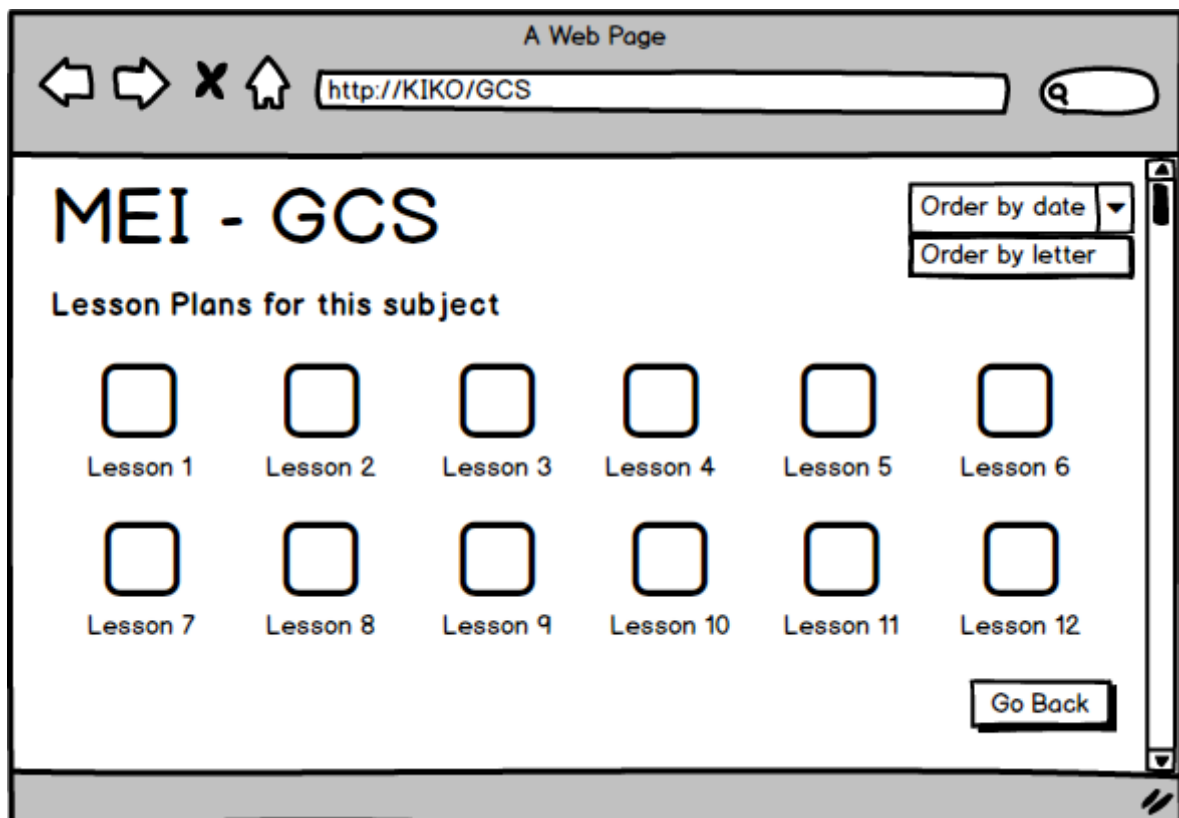 A Web Page
http://KIKO/GCS
MEI - GCS
Order by date
Order by letter
Lesson Plans for this subject
Lesson 1 Lesson 2 Lesson 3 Lesson 4 Lesson 5 Lesson 6
Lesson 7 Lesson 8 Lesson 9 Lesson 10 Lesson 11 Lesson 12
Go Back